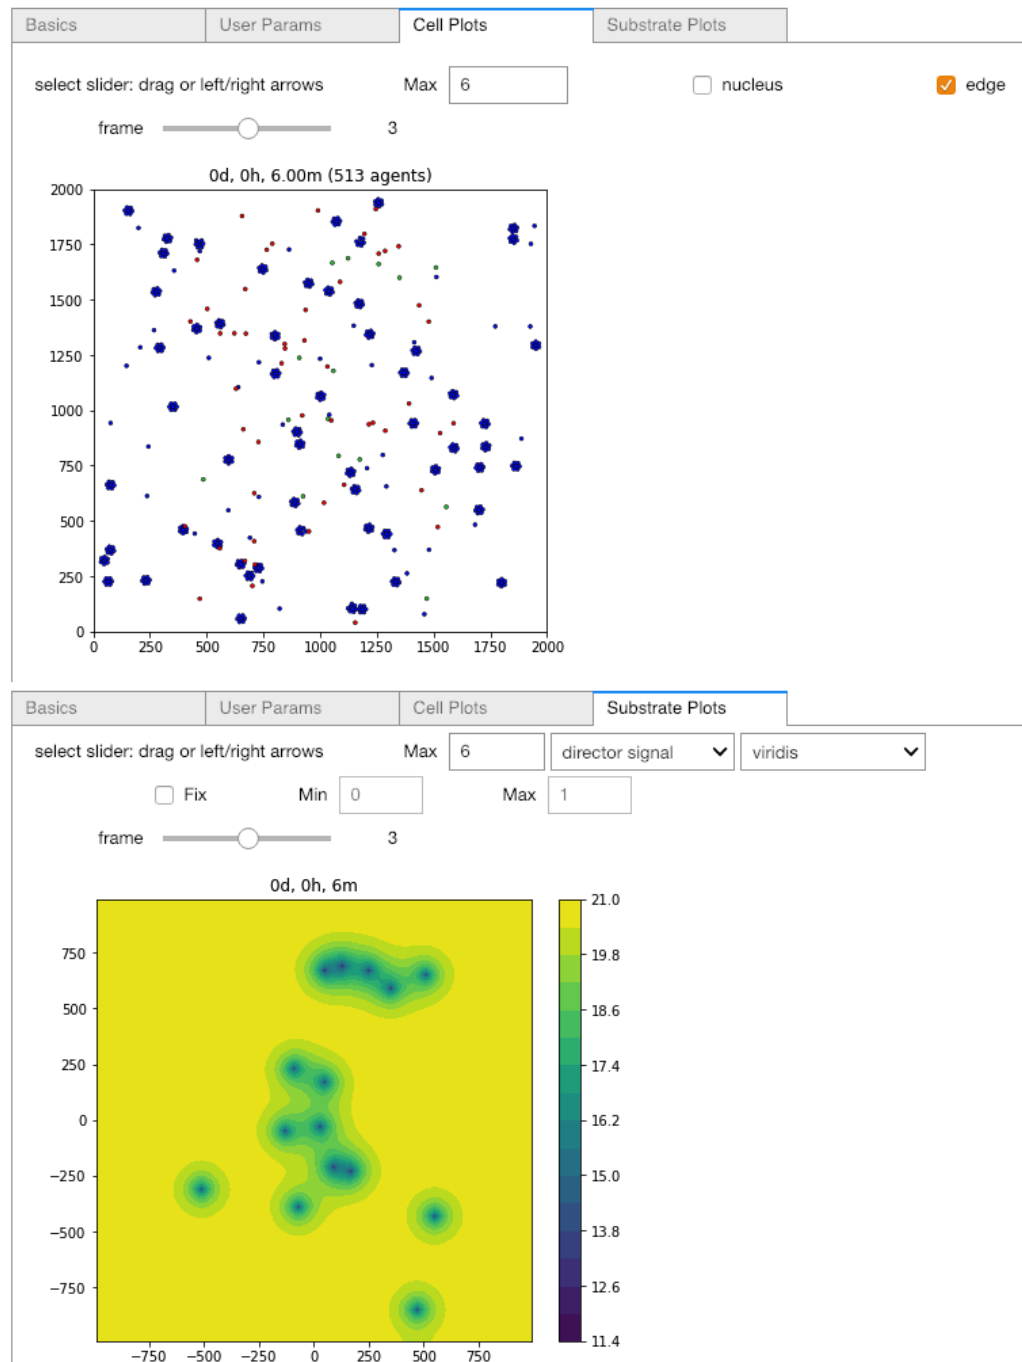 Basics User Params Cell Plots Substrate Plots
select slider: drag or left/right arrows Max 6 nucleus edge
frame 3
0d, 0h, 6.00m (513 agents)
2000
1750
1500
1250
1000
750
500
250
0
0 250 500 750 1000 1250 1500 1750 2000
Basics User Params Cell Plots Substrate Plots
select slider: drag or left/right arrows Max 6 director signal viridis
Fix Min 0 Max 1
frame 3
0d, 0h, 6m
750
500
250
0
−250
−500
−750
−750 −500 −250 0 250 500 750
21.0
19.8
18.6
17.4
16.2
15.0
13.8
12.6
11.4